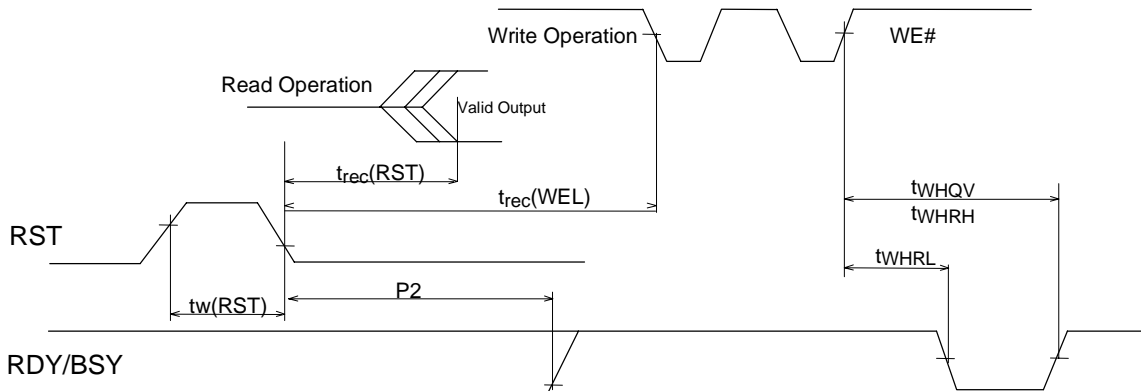 Write Operation
WE#
Read Operation
Valid Output
trec(RST)
trec(WEL)
tWHQV
tWHRH
RST
tWHRL
P2
tw(RST)
RDY/BSY